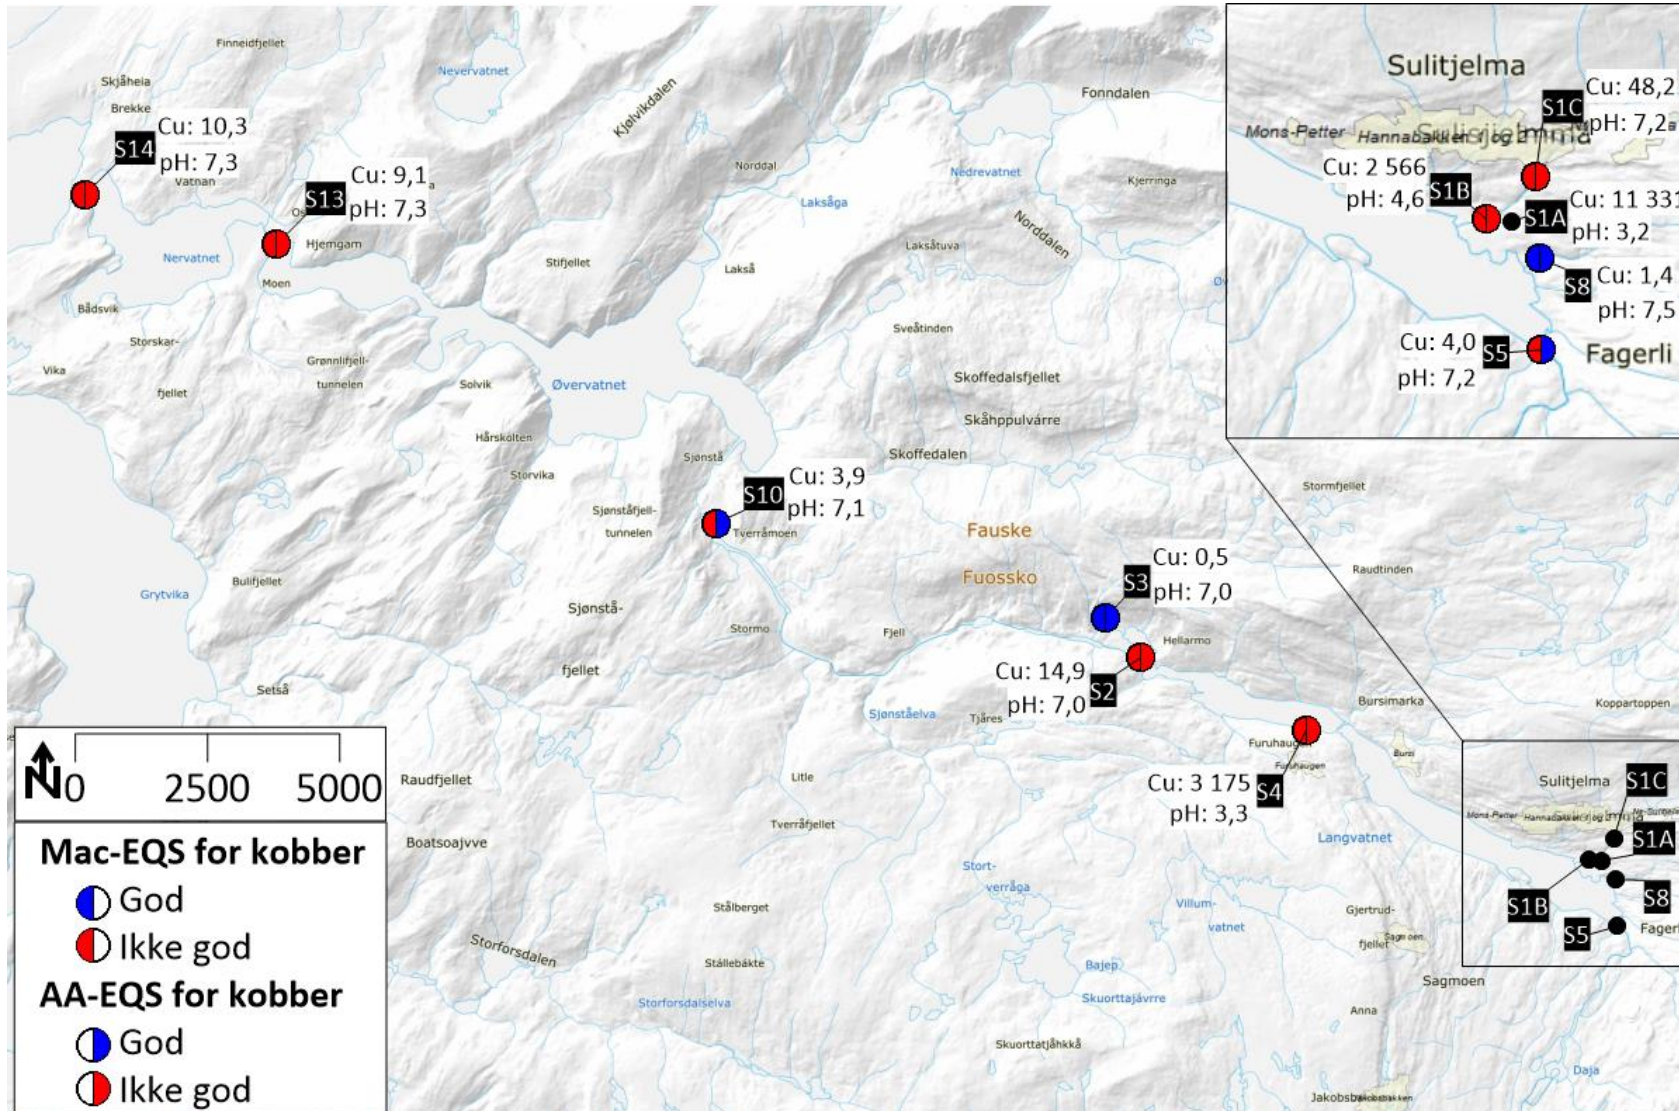 Finneidfjellet
Skjåheia
Brekke
Nevervatnet
Kjølvikdalen
Fonndalen
S14
Cu: 10,3
pH: 7,3
Vatnan
S13
Cu: 9,1
pH: 7,3
Hjemgam
Nervatnet
Moen
Bådsvik
Norddal
Nedrevatnet
Kjerringa
Laksåga
Norddalen
Laksåtuva
Stifjellet
Lakså
Storskar-
fjellet
Vika
Grønnlifjell-
tunnelen
Solvik
Øvervatnet
Sveåtinden
Skoffedalsfjellet
Skåhppulvárre
Hårskolten
Storvika
Sjønstå
Skoffedalen
Sulitjelma
S1C
Cu: 48,2
pH: 7,2
Mons-Petter
Hannabakken
Cu: 2 566
pH: 4,6
S1B
S1A
Cu: 11 331
pH: 3,2
S8
Cu: 1,4
pH: 7,5
Cu: 4,0
pH: 7,2
S5
Fagerli
S10
Cu: 3,9
pH: 7,1
Sjønståfjell-
tunnelen
Tverråmoen
Stormfjellet
Fauske
Fuossko
Raudtinden
S3
Cu: 0,5
pH: 7,0
Bulifjellet
Grytvika
Sjønstå-
fjellet
Stormo
Fjell
Hellarmo
Cu: 14,9
pH: 7,0
S2
Setså
Sjønståelva
Tjåres
Bursimarka
Koppartoppen
Bursi
Furuhaugen
Furuhaugen
Cu: 3 175
pH: 3,3
S4
Langvatnet
Raudfjellet
Litle
Tverråfjellet
Boatsoajvve
Sulitjelma
S1C
Mons-Petter
S1A
S1B
S8
S5
Stort-
verråga
Villum-
vatnet
Gjertrud-
fjellet
Stålberget
Storforsdalen
Ställebákte
Storforsdalselva
Bajep
Skuorttajávrre
Sagmoen
Anna
Skuorttatjåhkkå
Daja
N
0 2500 5000
Mac-EQS for kobber
God
Ikke god
AA-EQS for kobber
God
Ikke god